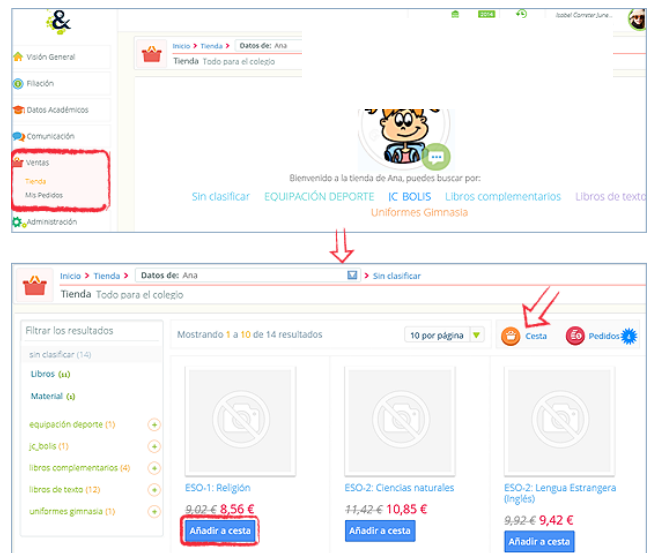 &
2014
Isabel Carretar June..
Inicio > Tienda > Datos de: Ana
Tienda Todo para el colegio
Visión General
Filiación
Datos Académicos
Comunicación
Ventas
Tienda
Mis Pedidos
Administración
Bienvenido a la tienda de Ana, puedes buscar por:
Sin clasificar EQUIPACIÓN DEPORTE JC_BOLIS Libros complementarios Libros de texto
Uniformes Gimnasia
Inicio > Tienda > Datos de: Ana > Sin clasificar
Tienda Todo para el colegio
Filtrar los resultados
sin clasificar (14)
Libros (11)
Material (1)
equipación deporte (1)
jc_bolis (1)
libros complementarios (4)
libros de texto (12)
uniformes gimnasia (1)
Mostrando 1 a 10 de 14 resultados
10 por página
Cesta
Pedidos
ESO-1: Religión
9,02 € 8,56 €
Añadir a cesta
ESO-2: Ciencias naturales
11,42 € 10,85 €
Añadir a cesta
ESO-2: Lengua Estrangera
(Inglés)
9,92 € 9,42 €
Añadir a cesta